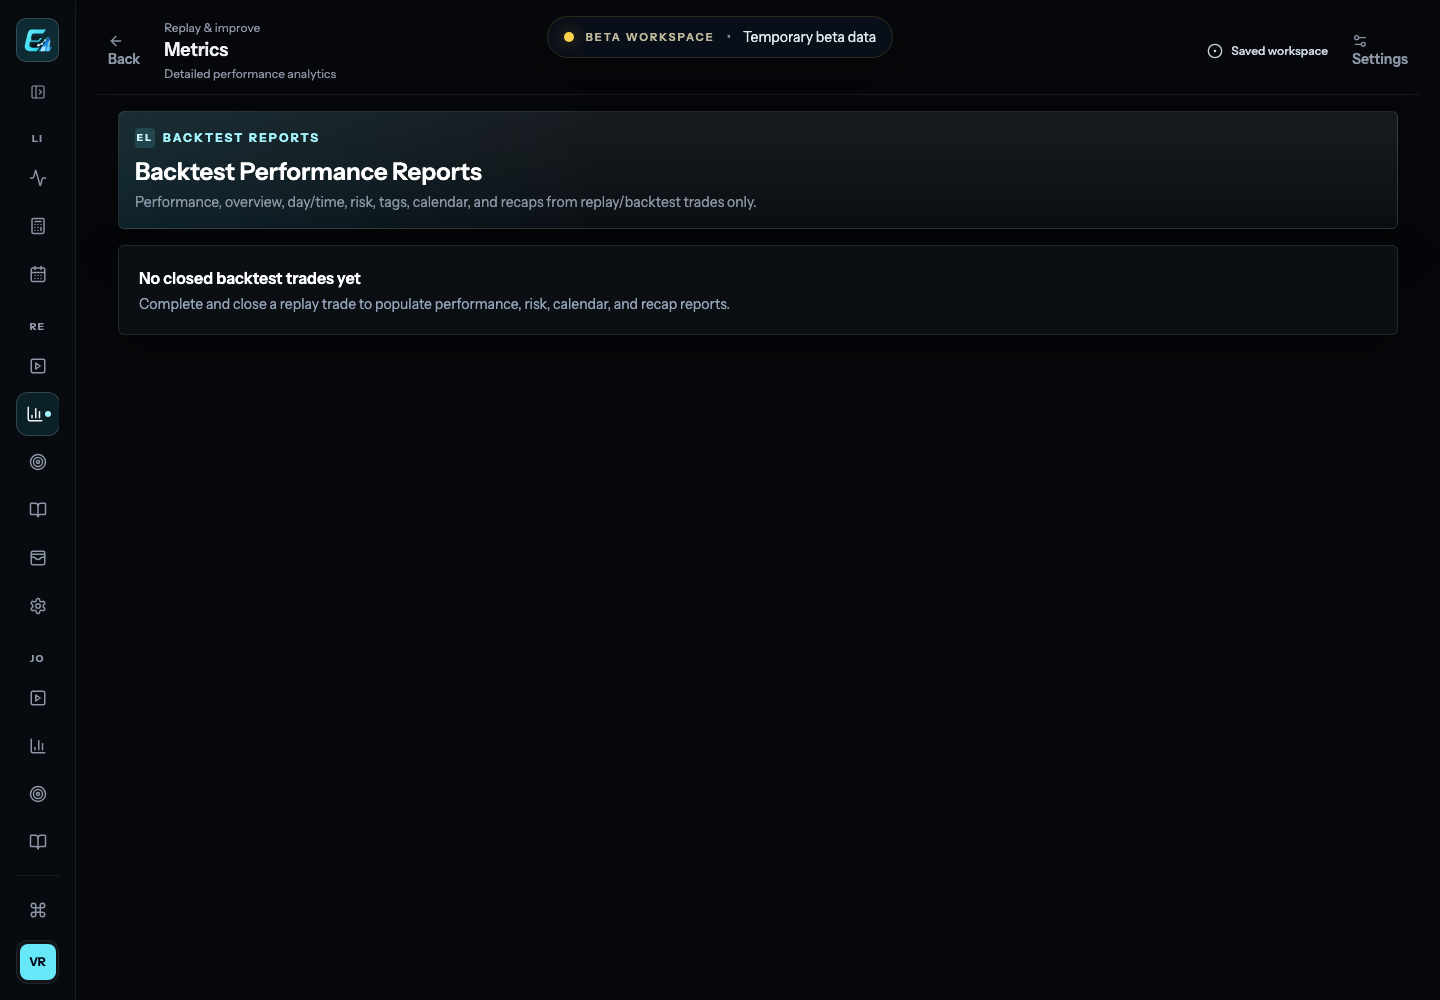 Back
Replay & improve
Metrics
Detailed performance analytics
BETA WORKSPACE • Temporary beta data
Saved workspace
Settings
LI
RE
JO
VR
EL BACKTEST REPORTS
Backtest Performance Reports
Performance, overview, day/time, risk, tags, calendar, and recaps from replay/backtest trades only.
No closed backtest trades yet
Complete and close a replay trade to populate performance, risk, calendar, and recap reports.